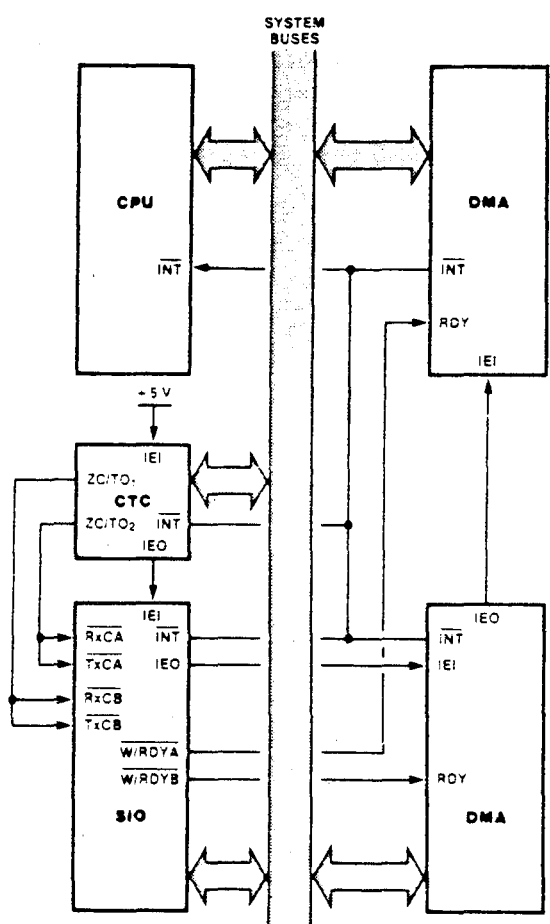 SYSTEM
BUSES
CPU
INT
DMA
INT
RDY
IEI
+5 V
IEI
ZC/TO1
CTC
ZC/TO2
INT
IEO
IEI
RxCA
INT
TxCA
IEO
RxCB
TxCB
W/RDYA
W/RDYB
SIO
IEO
INT
IEI
RDY
DMA